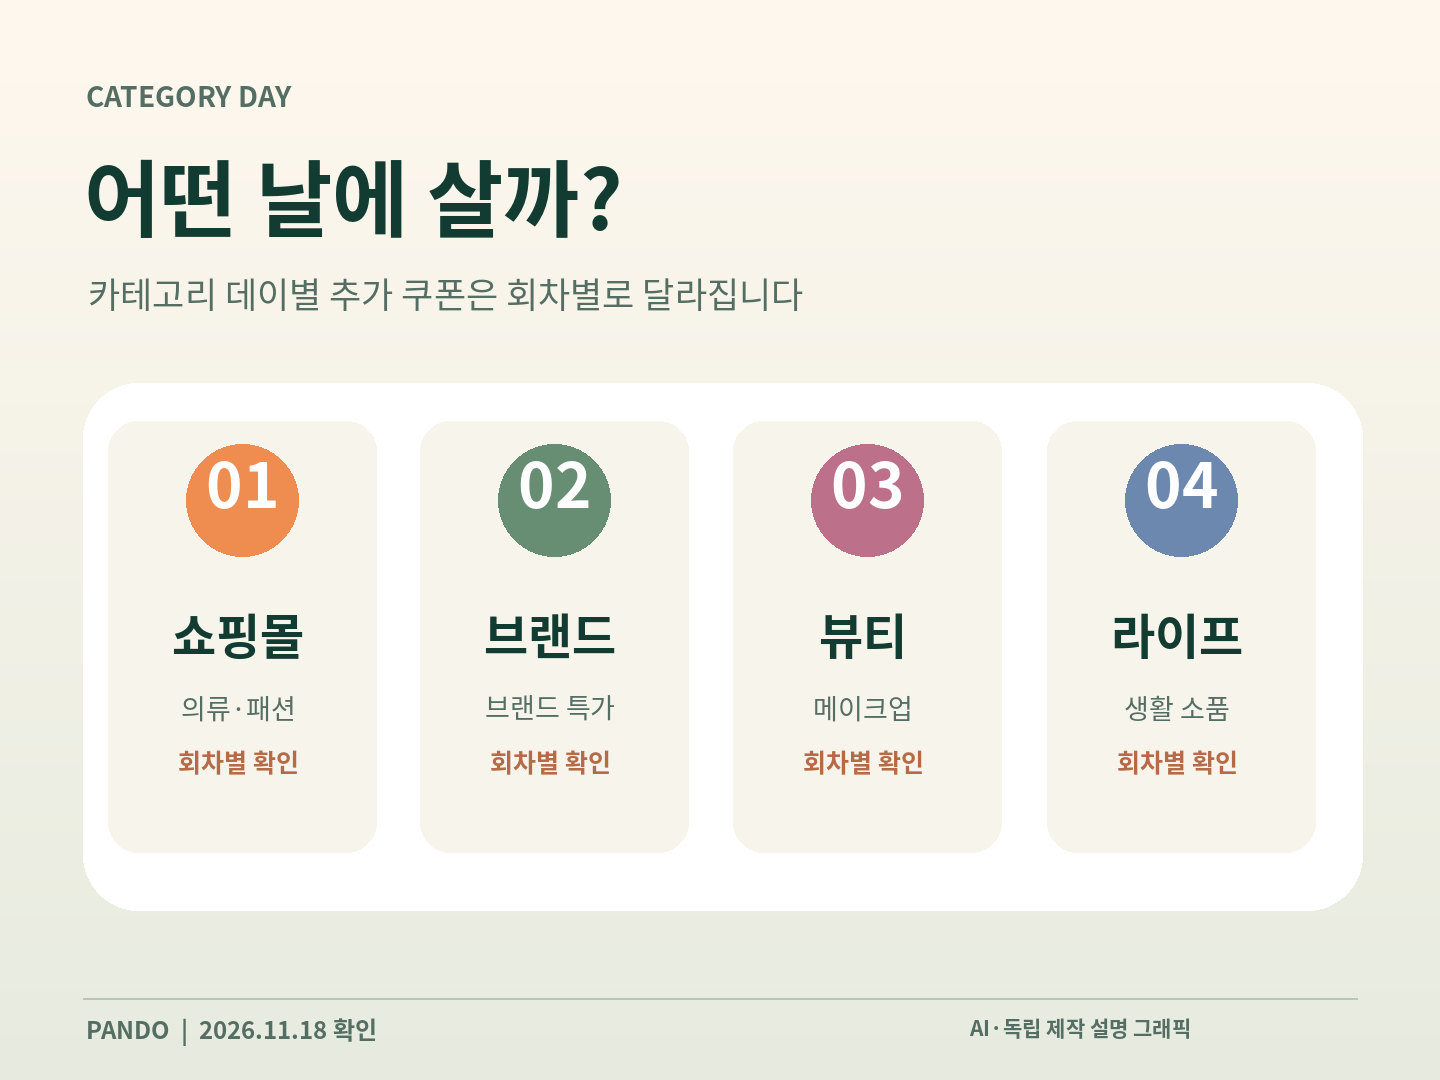 CATEGORY DAY
어떤 날에 살까?
카테고리 데이별 추가 쿠폰은 회차별로 달라집니다
01
쇼핑몰
의류·패션
회차별 확인
02
브랜드
브랜드 특가
회차별 확인
03
뷰티
메이크업
회차별 확인
04
라이프
생활 소품
회차별 확인
PANDO | 2026.11.18 확인
AI·독립 제작 설명 그래픽